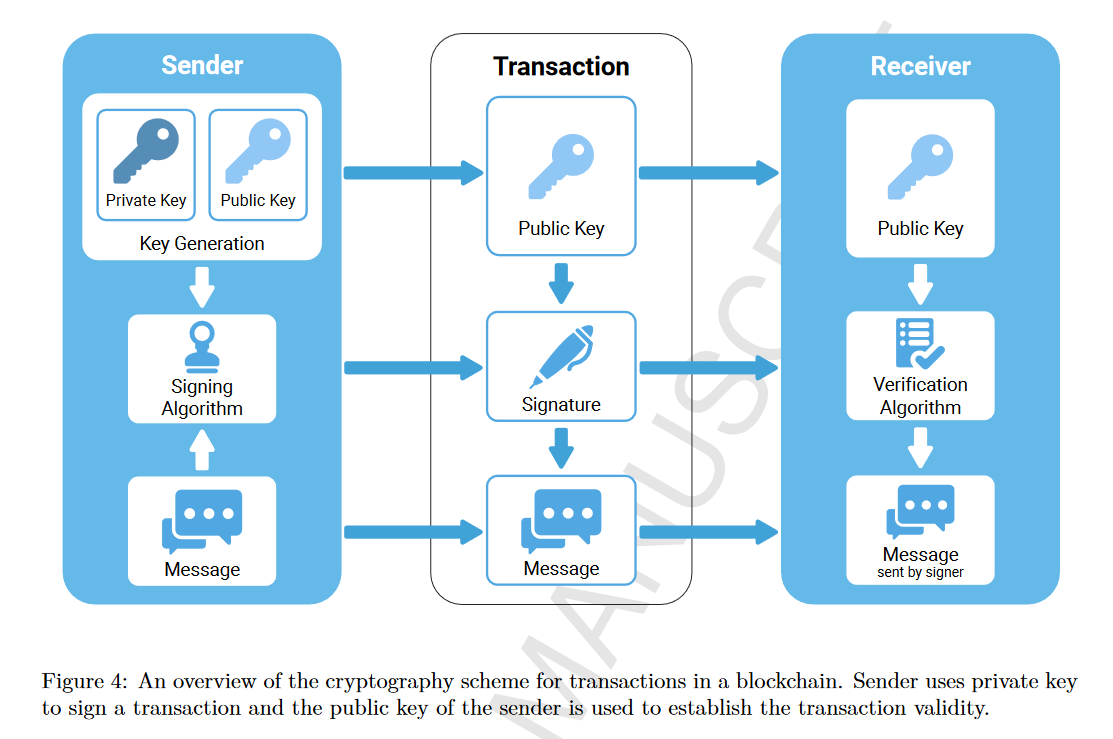 Sender
Private Key
Public Key
Key Generation
Signing
Algorithm
Message
Transaction
Public Key
Signature
Message
Receiver
Public Key
Verification
Algorithm
Message
sent by signer
MANUSC
Figure 4: An overview of the cryptography scheme for transactions in a blockchain. Sender uses private key
to sign a transaction and the public key of the sender is used to establish the transaction validity.